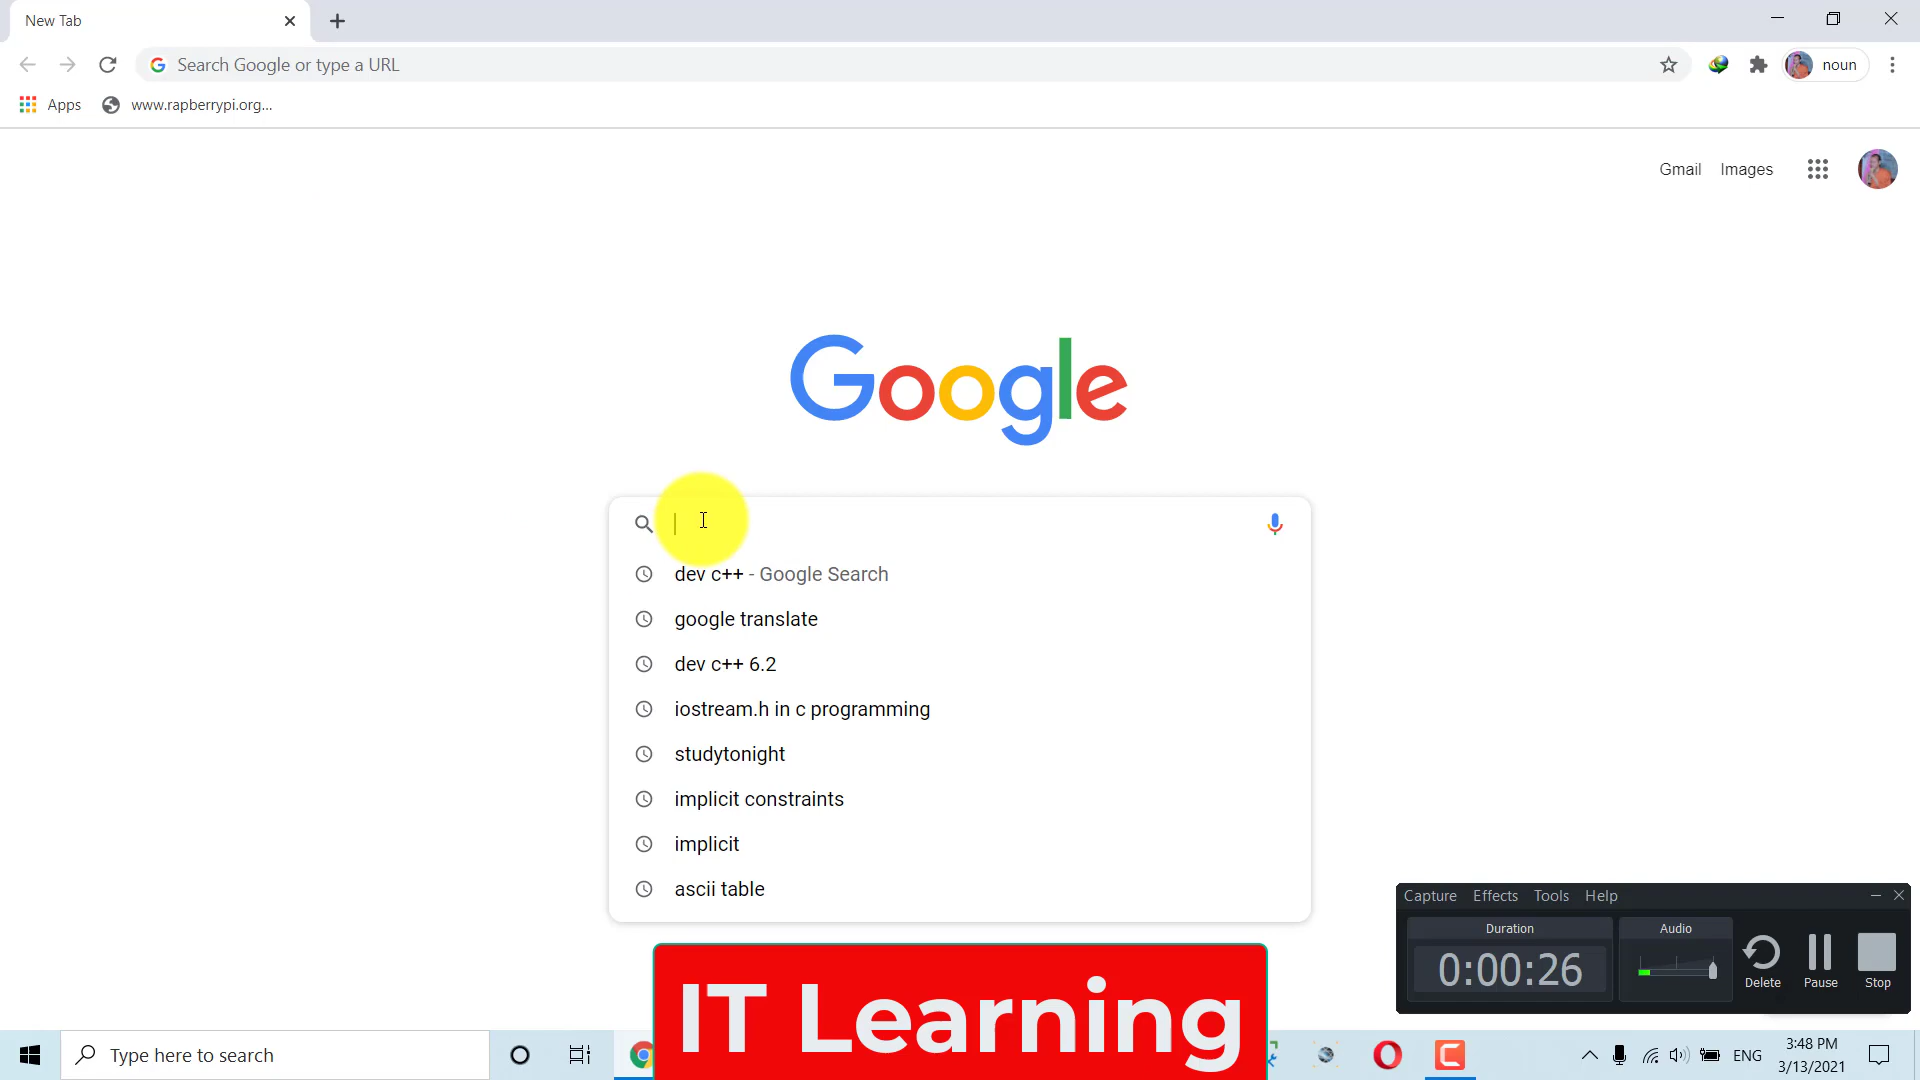 New Tab
Search Google or type a URL
noun
Apps
www.rapberrypi.org...
Gmail
Images
Google
dev c++ - Google Search
google translate
dev c++ 6.2
iostream.h in c programming
studytonight
implicit constraints
implicit
ascii table
Capture Effects Tools Help
Duration
Audio
0:00:26
Delete
Pause
Stop
IT Learning
Type here to search
ENG
3:48 PM
3/13/2021